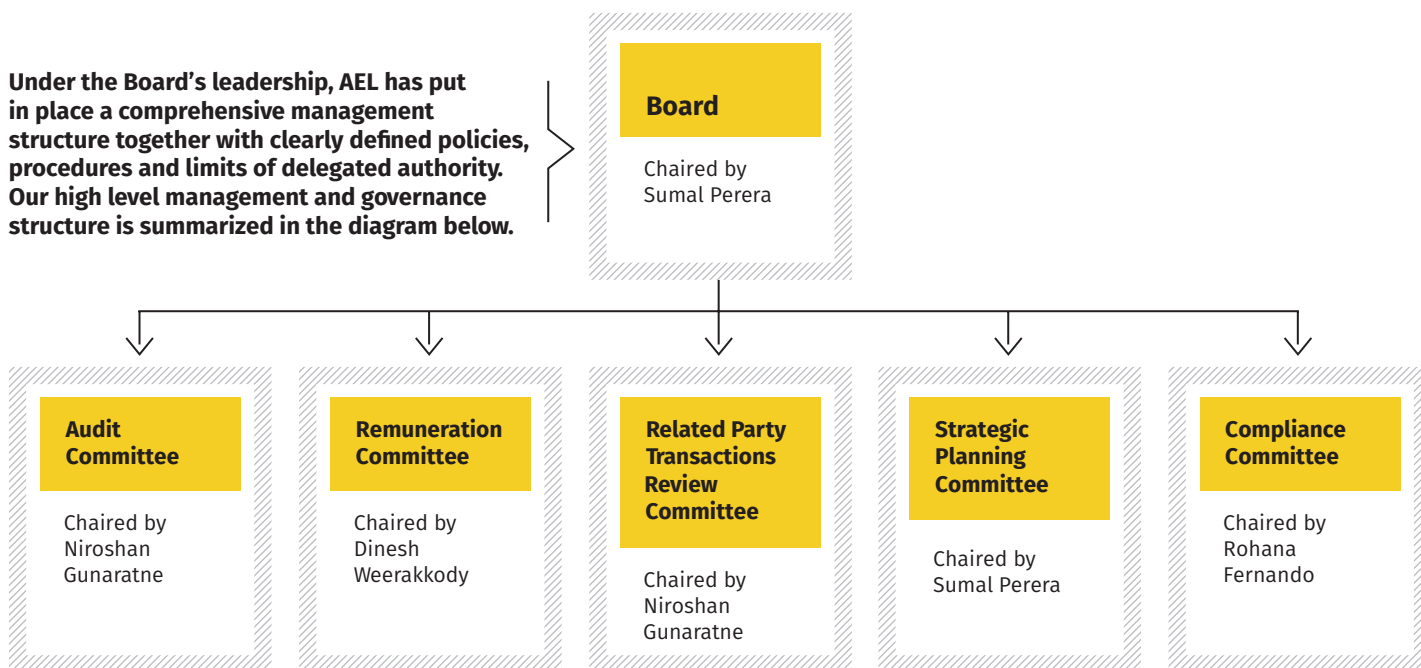 Under the Board's leadership, AEL has put
in place a comprehensive management
structure together with clearly defined policies,
procedures and limits of delegated authority.
Our high level management and governance
structure is summarized in the diagram below.
Board
Chaired by
Sumal Perera
Audit
Committee
Chaired by
Niroshan
Gunaratne
Remuneration
Committee
Chaired by
Dinesh
Weerakkody
Related Party
Transactions
Review
Committee
Chaired by
Niroshan
Gunaratne
Strategic
Planning
Committee
Chaired by
Sumal Perera
Compliance
Committee
Chaired by
Rohana
Fernando